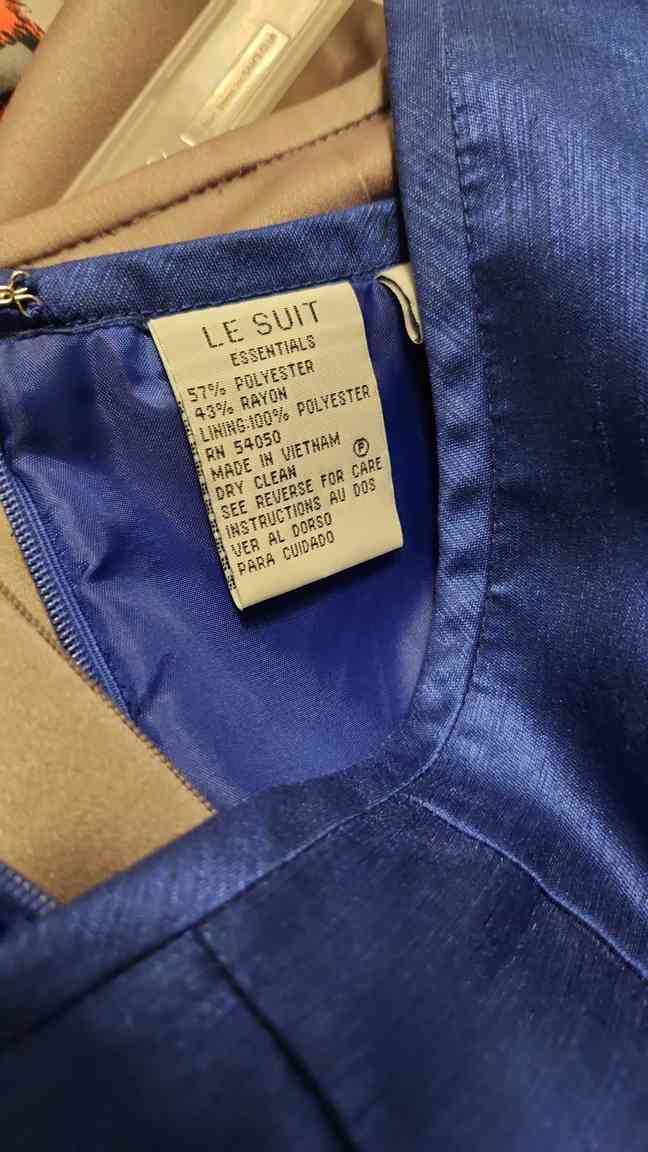 LE SUIT
ESSENTIALS
57% POLYESTER
43% RAYON
LINING:100% POLYESTER
RN 54050
MADE IN VIETNAM
DRY CLEAN Ⓟ
SEE REVERSE FOR CARE
INSTRUCTIONS AU DOS
VER AL DORSO
PARA CUIDADO